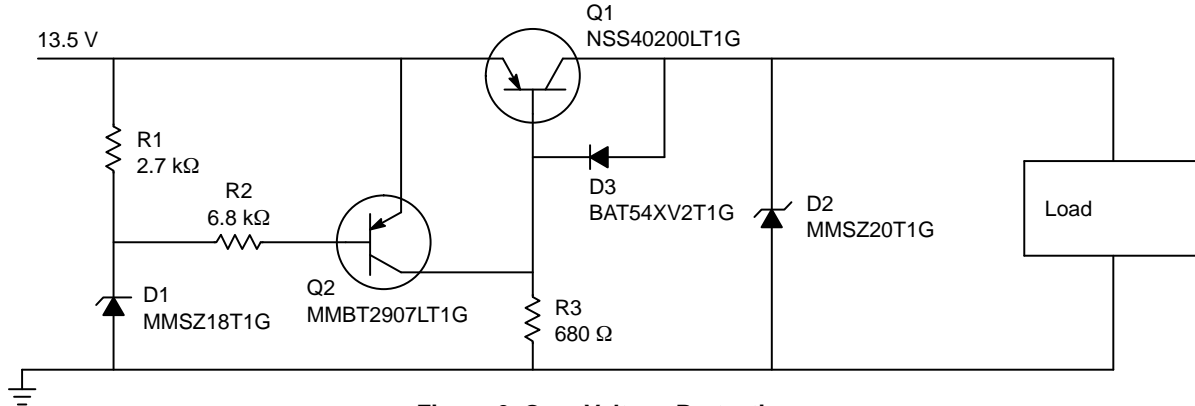 Q1
NSS40200LT1G
13.5 V
R1
2.7 kΩ
R2
6.8 kΩ
D3
BAT54XV2T1G
D2
MMSZ20T1G
Load
Q2
MMBT2907LT1G
D1
MMSZ18T1G
R3
680 Ω